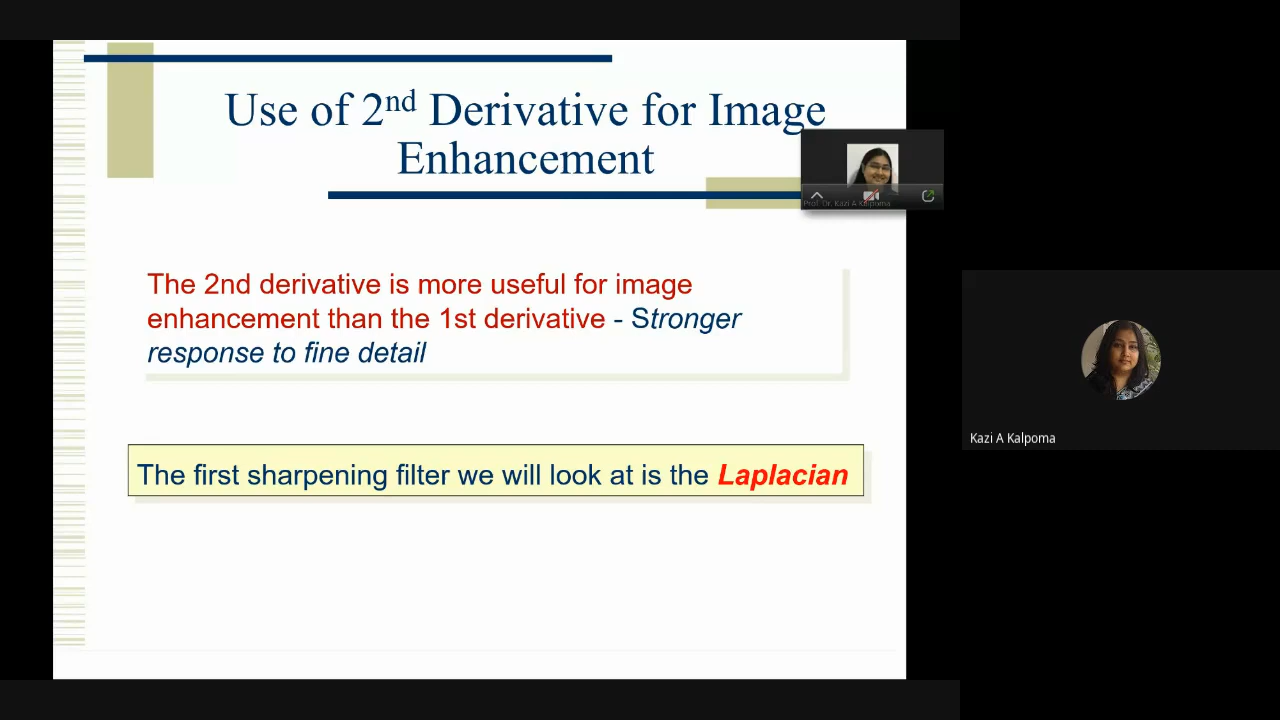 Use of 2nd Derivative for Image
Enhancement
Prof. Dr. Kazi A Kalpoma
The 2nd derivative is more useful for image
enhancement than the 1st derivative - Stronger
response to fine detail
Kazi A Kalpoma
The first sharpening filter we will look at is the Laplacian